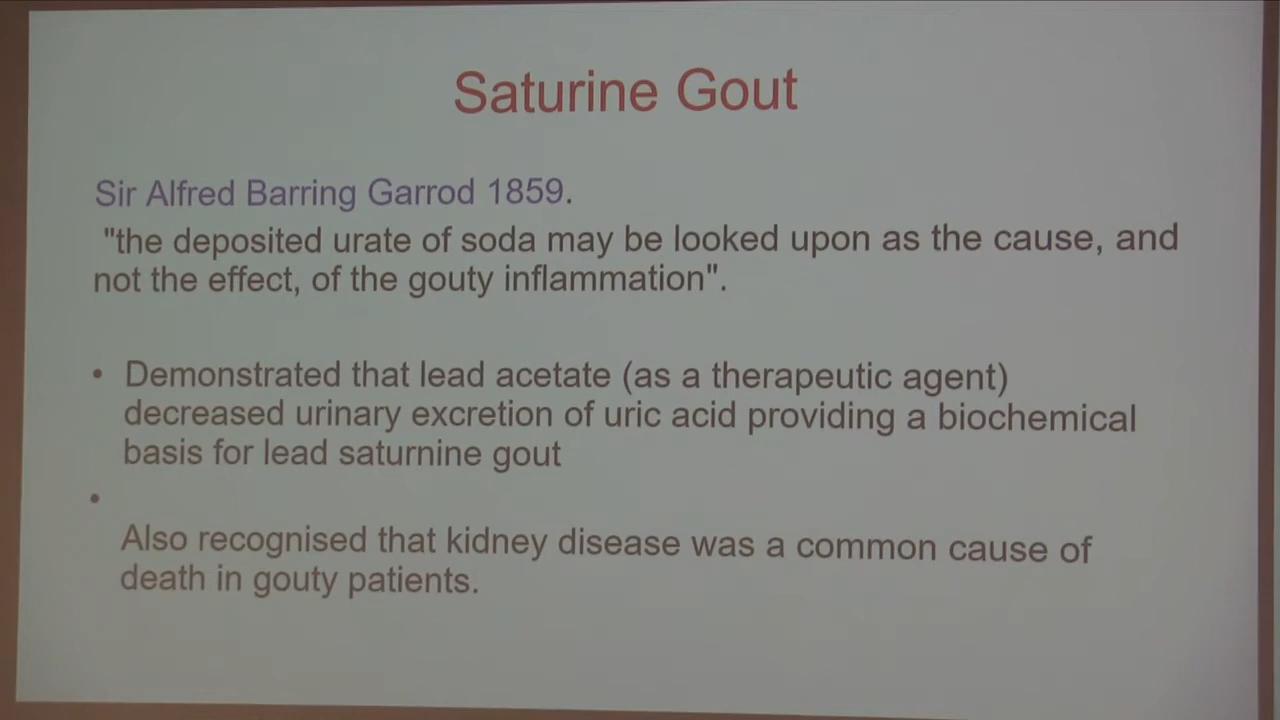 Saturine Gout
Sir Alfred Barring Garrod 1859.
"the deposited urate of soda may be looked upon as the cause, and
not the effect, of the gouty inflammation".
• Demonstrated that lead acetate (as a therapeutic agent)
decreased urinary excretion of uric acid providing a biochemical
basis for lead saturnine gout
•
Also recognised that kidney disease was a common cause of
death in gouty patients.